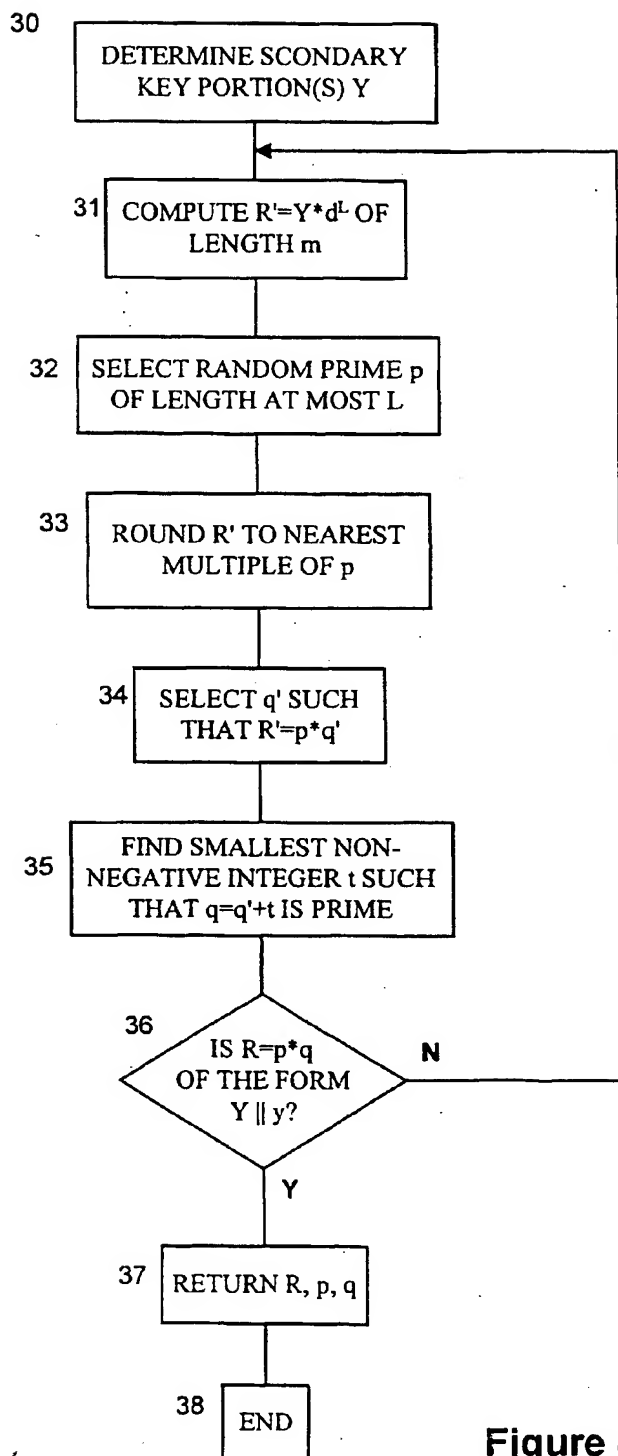 30
DETERMINE SCONDARY
KEY PORTION(S) Y
31
COMPUTE R'=Y*d^L OF
LENGTH m
32
SELECT RANDOM PRIME p
OF LENGTH AT MOST L
33
ROUND R' TO NEAREST
MULTIPLE OF p
34
SELECT q' SUCH
THAT R'=p*q'
35
FIND SMALLEST NON-
NEGATIVE INTEGER t SUCH
THAT q=q'+t IS PRIME
36
IS R=p*q
OF THE FORM
Y || y?
N
Y
37
RETURN R, p, q
38
END
Figure